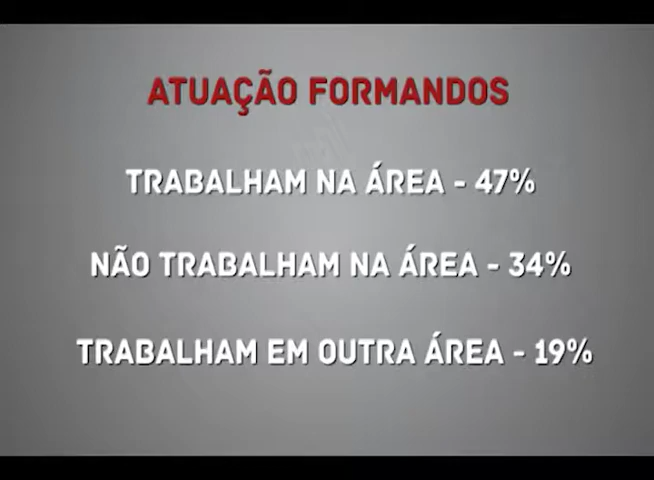 ATUAÇÃO FORMANDOS
TRABALHAM NA ÁREA - 47%
NÃO TRABALHAM NA ÁREA - 34%
TRABALHAM EM OUTRA ÁREA - 19%